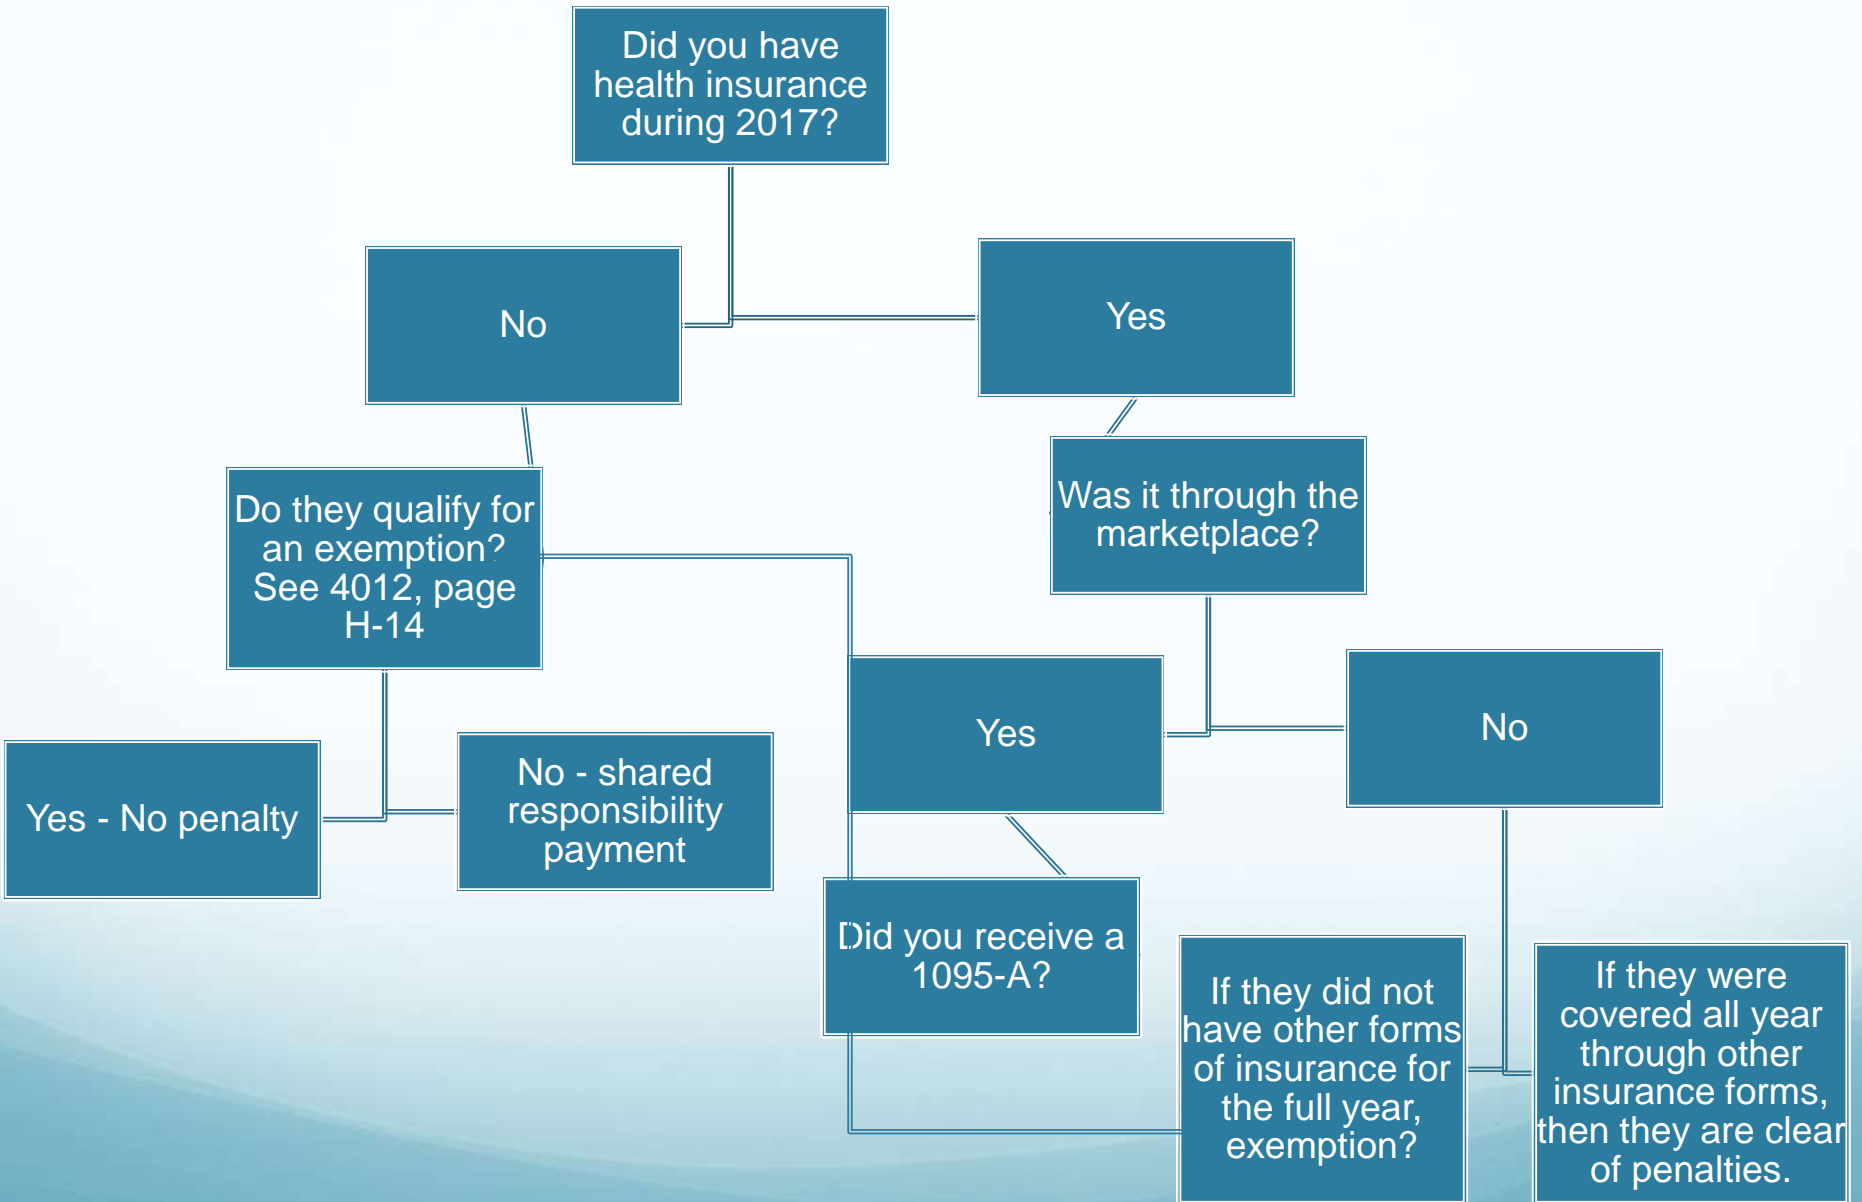 Did you have
health insurance
during 2017?
No
Yes
Do they qualify for
an exemption?
See 4012, page
H-14
Was it through the
marketplace?
Yes - No penalty
No - shared
responsibility
payment
Yes
No
Did you receive a
1095-A?
If they did not
have other forms
of insurance for
the full year,
exemption?
If they were
covered all year
through other
insurance forms,
then they are clear
of penalties.